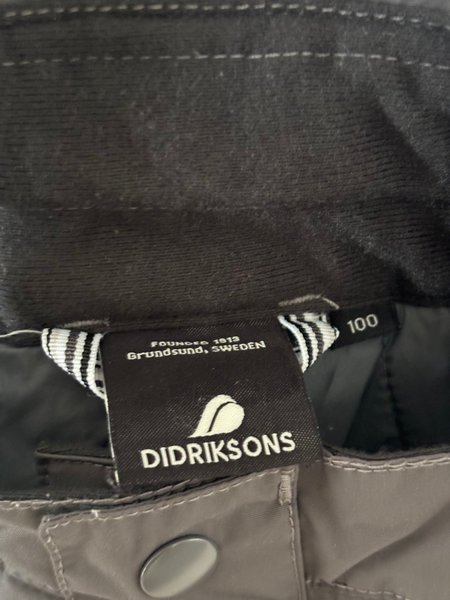 FOUNDED 1913
Grundsund, SWEDEN
DIDRIKSONS
100